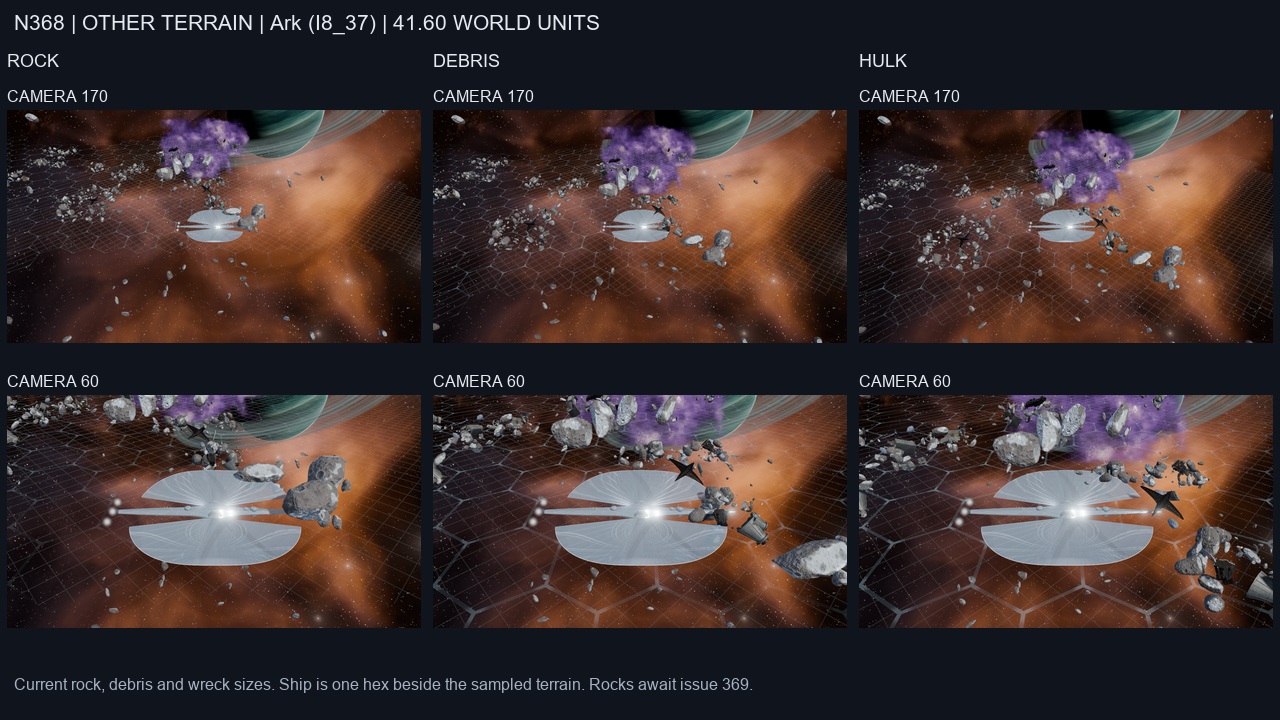 N368 | OTHER TERRAIN | Ark (I8_37) | 41.60 WORLD UNITS
ROCK
DEBRIS
HULK
CAMERA 170
CAMERA 170
CAMERA 170
CAMERA 60
CAMERA 60
CAMERA 60
Current rock, debris and wreck sizes. Ship is one hex beside the sampled terrain. Rocks await issue 369.